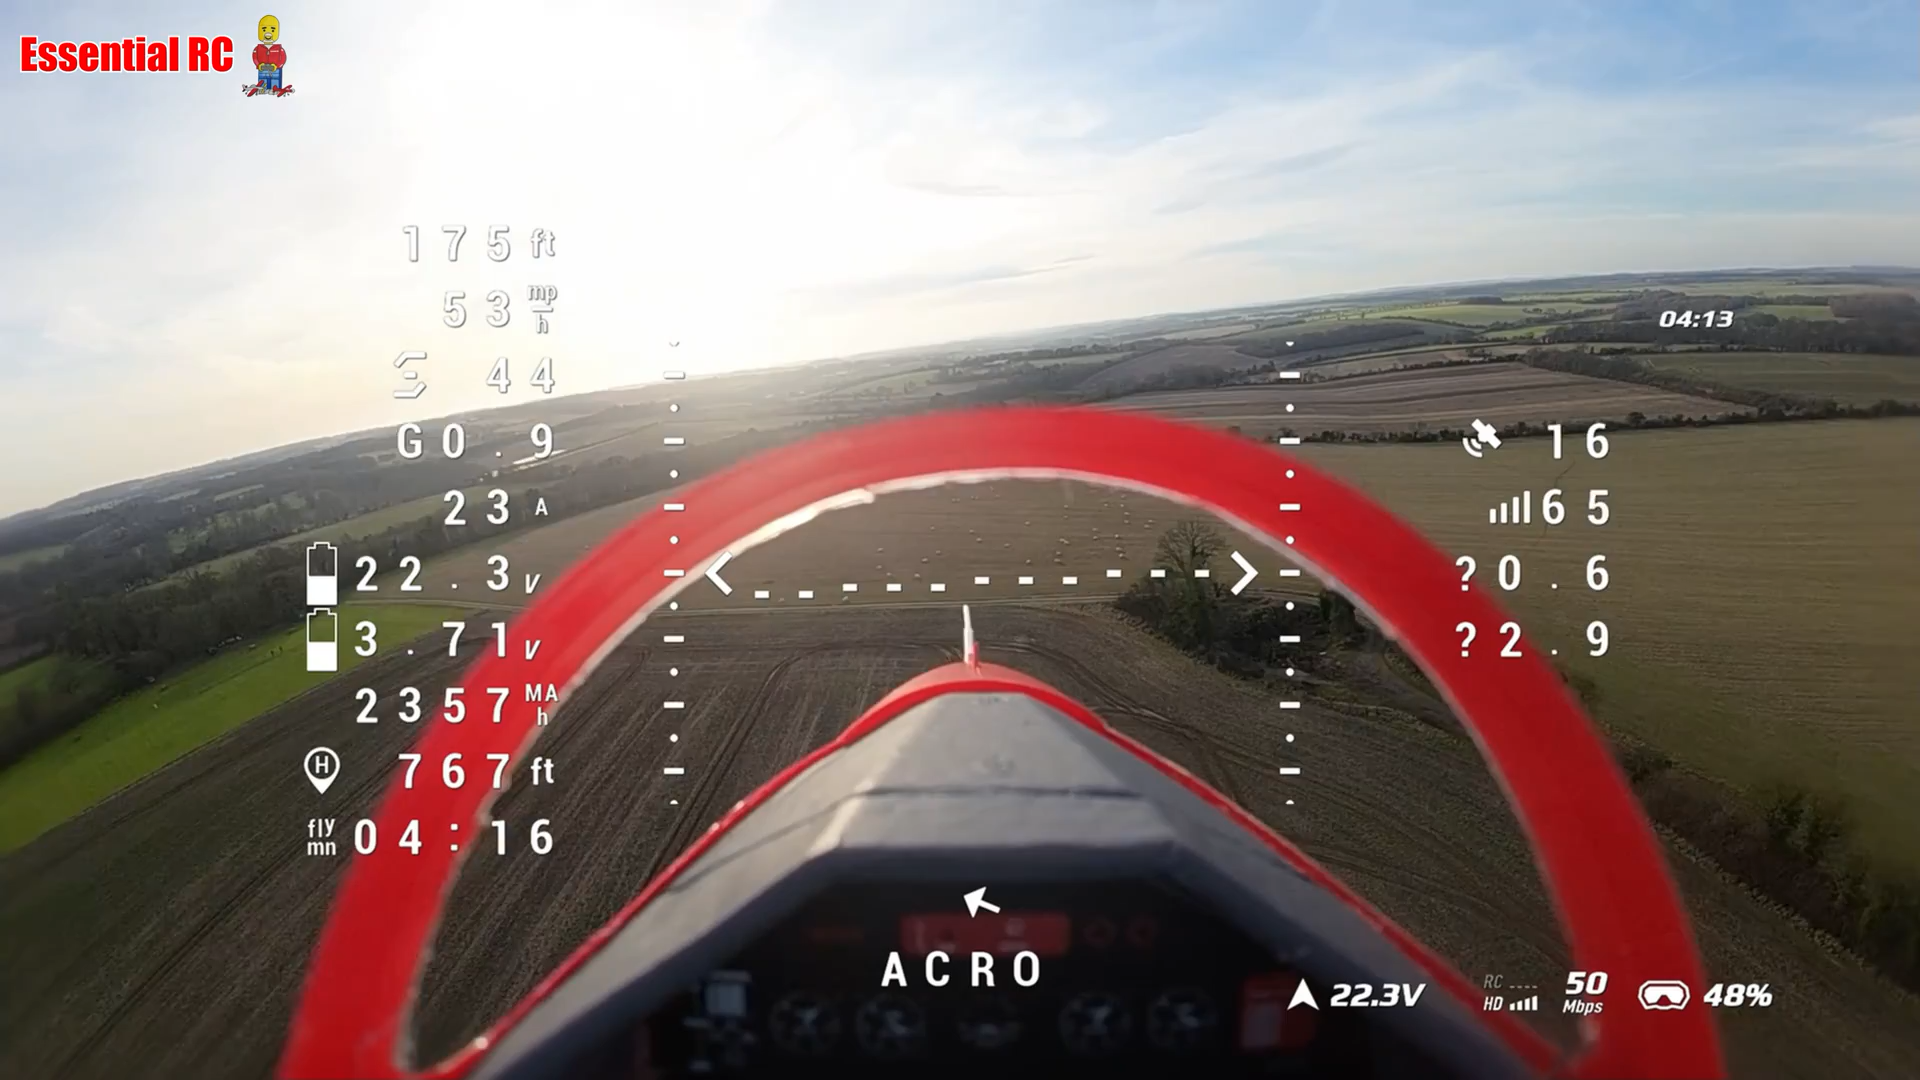 Essential RC
175 ft
53 mph
44
G0.9
23 A
22.3 V
3.71 V
2357 MAh
H 767 ft
fly mn 04:16
04:13
16
65
?0.6
?2.9
ACRO
22.3V
RC
HD
50 Mbps
48%